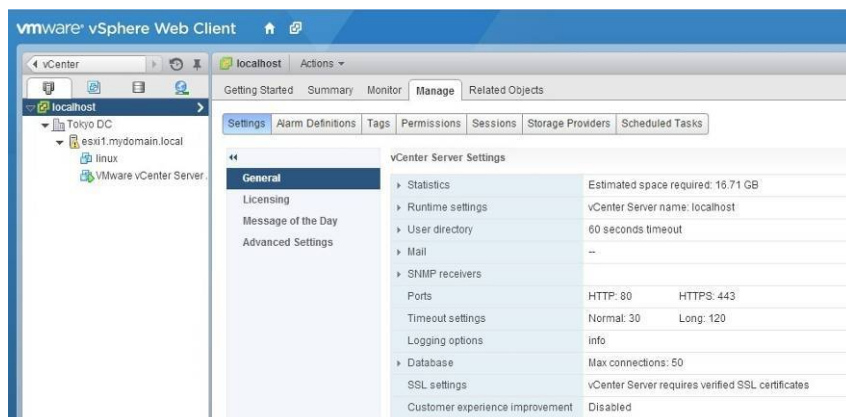 vmware® vSphere Web Client
vCenter
localhost Actions
Getting Started Summary Monitor Manage Related Objects
localhost
Tokyo DC
esxi1.mydomain.local
linux
VMware vCenter Server.
Settings Alarm Definitions Tags Permissions Sessions Storage Providers Scheduled Tasks
General
Licensing
Message of the Day
Advanced Settings
vCenter Server Settings
Statistics Estimated space required: 16.71 GB
Runtime settings vCenter Server name: localhost
User directory 60 seconds timeout
Mail --
SNMP receivers
Ports HTTP: 80 HTTPS: 443
Timeout settings Normal: 30 Long: 120
Logging options info
Database Max connections: 50
SSL settings vCenter Server requires verified SSL certificates
Customer experience improvement Disabled